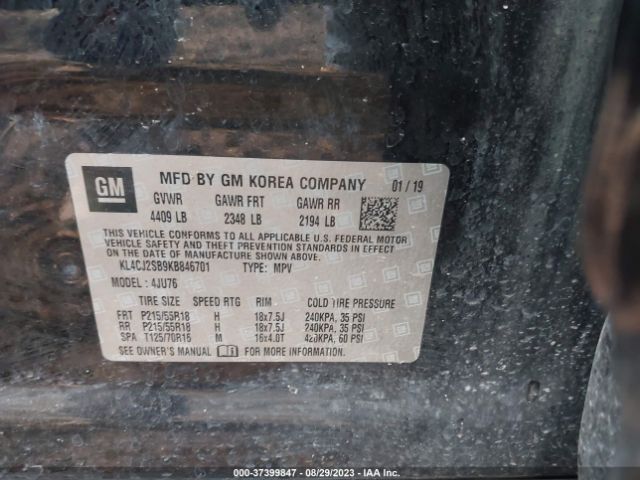 GM
MFD BY GM KOREA COMPANY 01 / 19
GVWR GAWR FRT GAWR RR
4409 LB 2348 LB 2194 LB
THIS VEHICLE CONFORMS TO ALL APPLICABLE U.S. FEDERAL MOTOR
VEHICLE SAFETY AND THEFT PREVENTION STANDARDS IN EFFECT
ON THE DATE OF MANUFACTURE SHOWN ABOVE.
KL4CJ2SB9KB846701 TYPE: MPV
MODEL : 4JU76
TIRE SIZE SPEED RTG RIM COLD TIRE PRESSURE
FRT P215/55R18 H 18x7.5J 240KPA, 35 PSI
RR P215/55R18 H 18x7.5J 240KPA, 35 PSI
SPA T125/70R16 M 16x4.0T 420KPA, 60 PSI
SEE OWNER'S MANUAL FOR MORE INFORMATION.
000-37399847 - 08/29/2023 - IAA Inc.